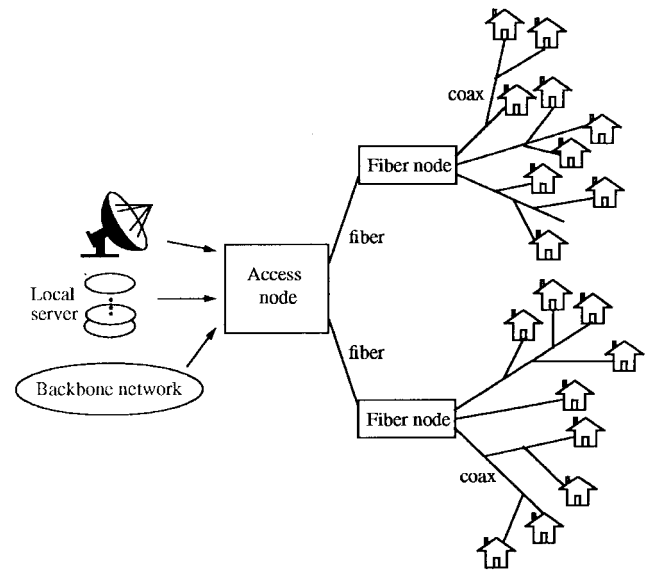 coax
Fiber node
fiber
Access
node
Local
server
fiber
Backbone network
Fiber node
coax